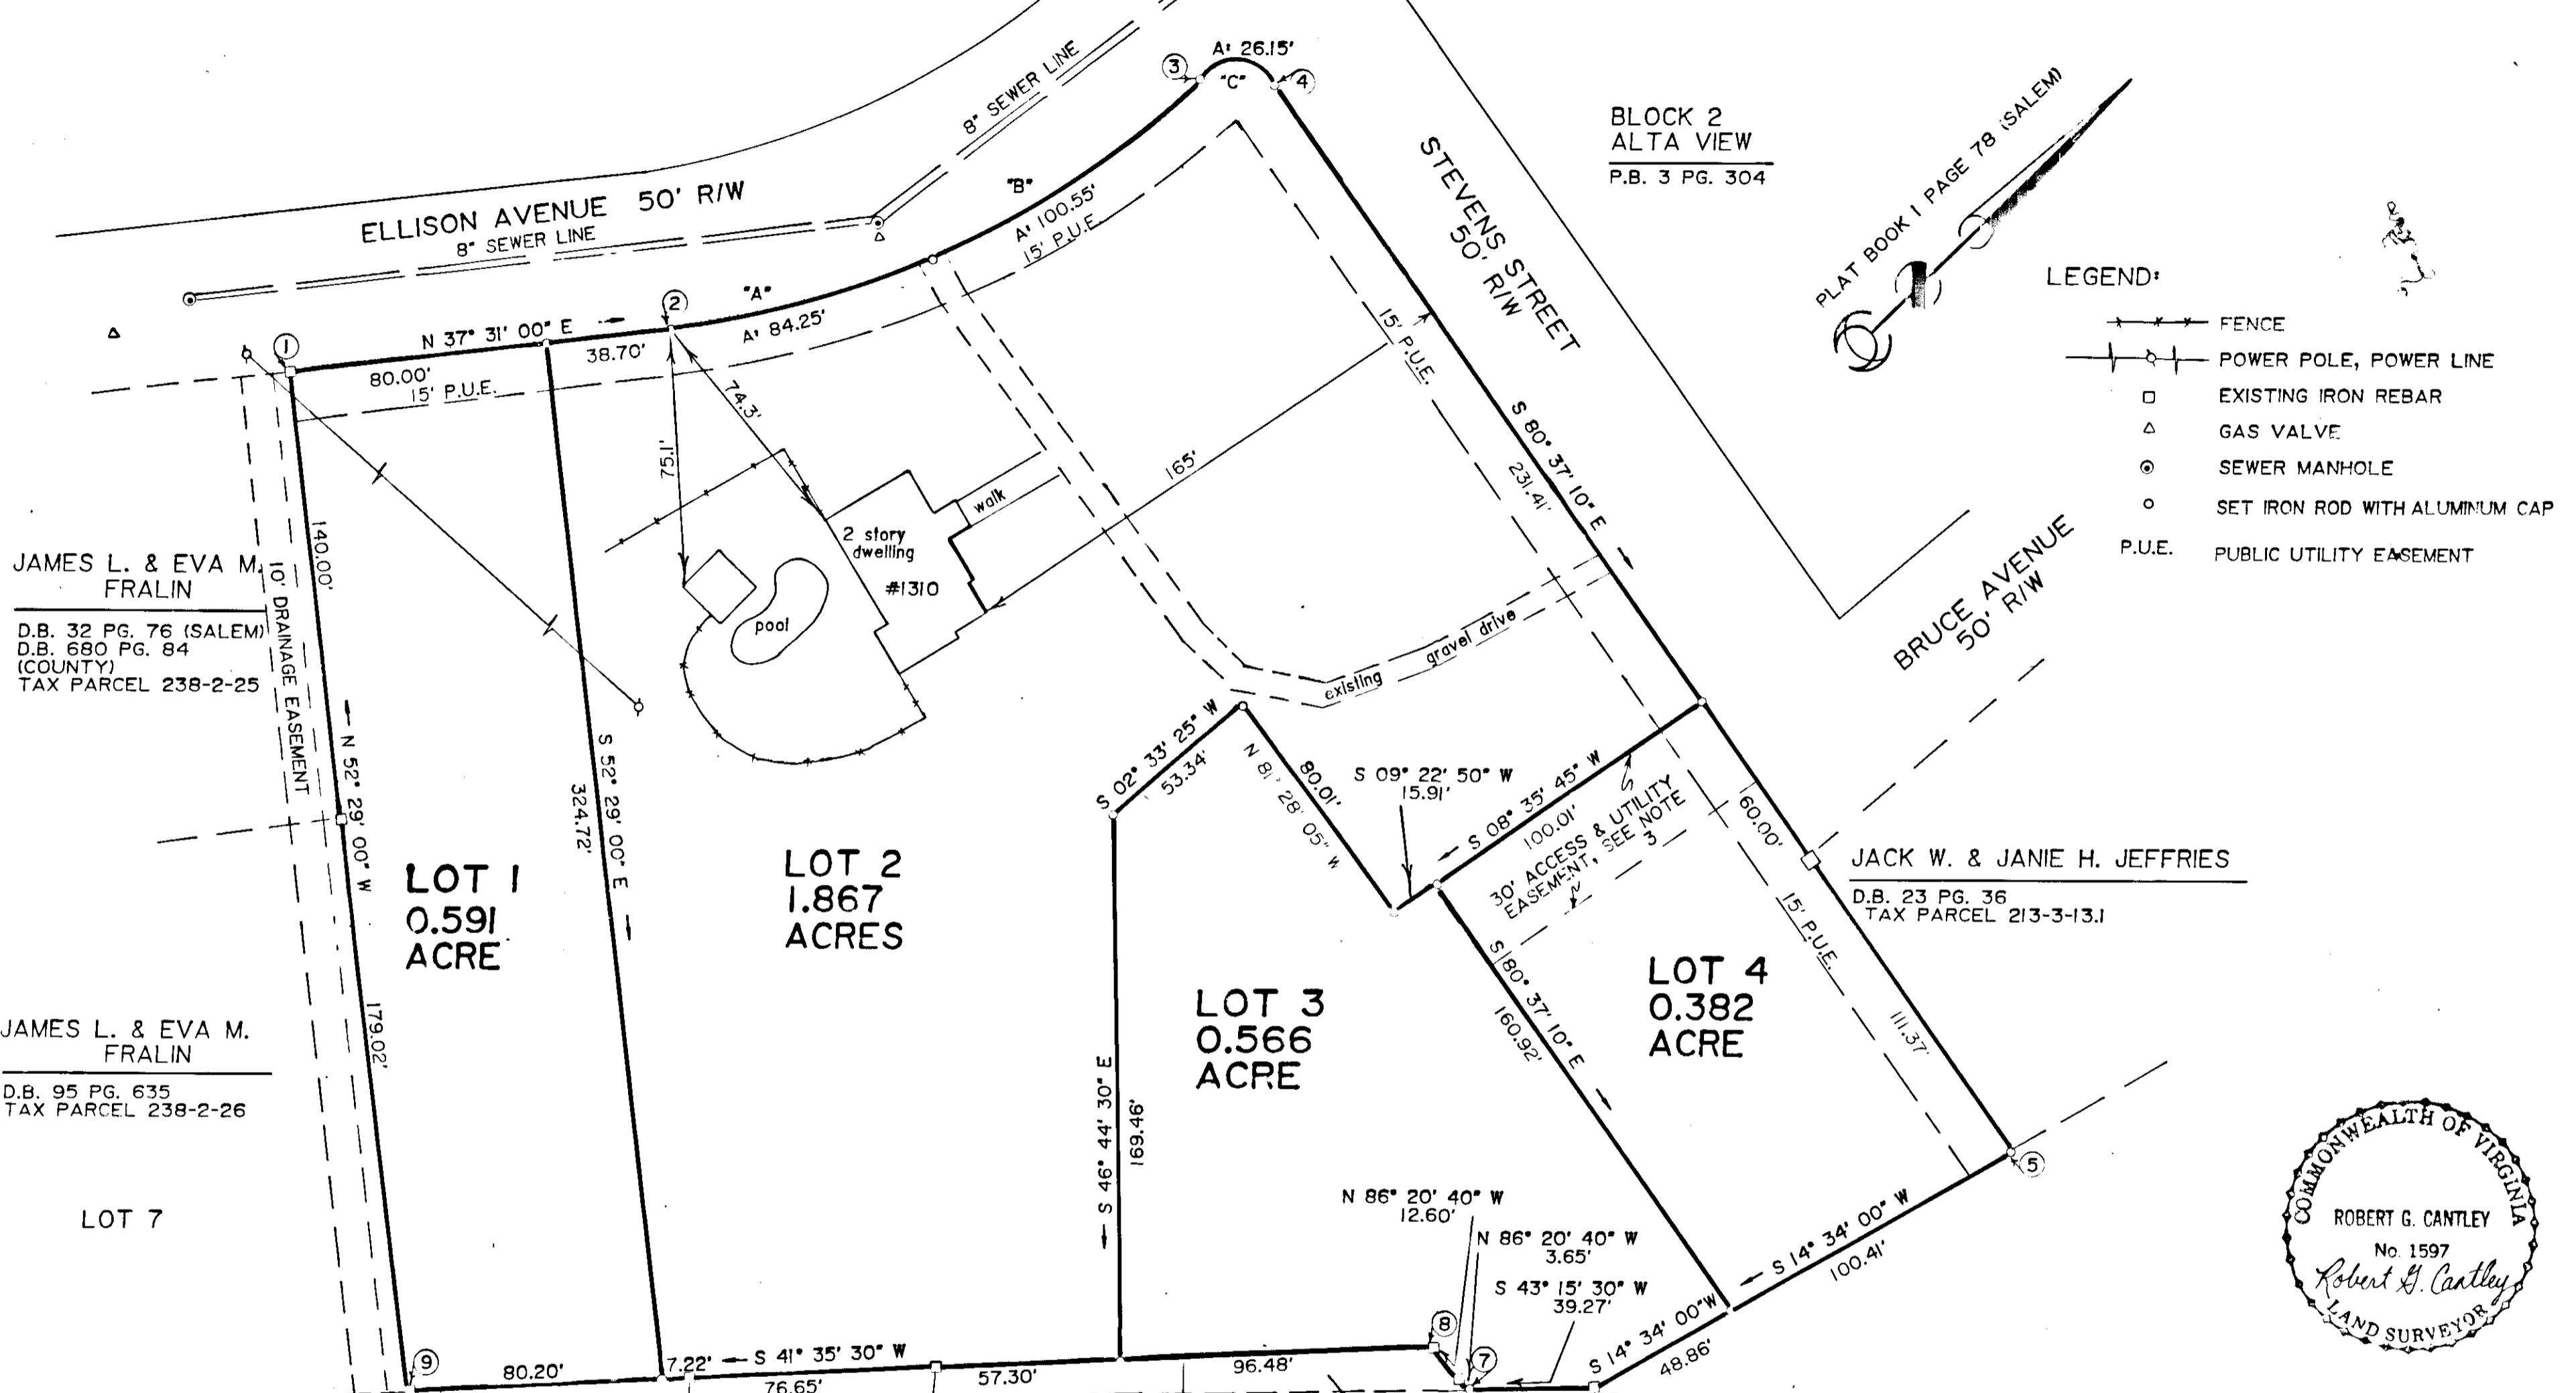 A: 26.15'
"C"
3
4
8" SEWER LINE
ELLISON AVENUE 50' R/W
8" SEWER LINE
"B"
A: 100.55'
15' P.U.E.
"A"
A: 84.25'
2
1
N 37° 31' 00" E
38.70'
80.00'
15' P.U.E.
STEVENS STREET
50' R/W
BLOCK 2
ALTA VIEW
P.B. 3 PG. 304
PLAT BOOK 1 PAGE 78 (SALEM)
LEGEND:
FENCE
POWER POLE, POWER LINE
EXISTING IRON REBAR
GAS VALVE
SEWER MANHOLE
SET IRON ROD WITH ALUMINUM CAP
P.U.E. PUBLIC UTILITY EASEMENT
15' P.U.E.
S 80° 37' 10" E
231.41'
165'
74.3'
75.1'
walk
2 story
dwelling
#1310
pool
existing gravel drive
BRUCE AVENUE
50' R/W
JAMES L. & EVA M.
FRALIN
D.B. 32 PG. 76 (SALEM)
D.B. 680 PG. 84
(COUNTY)
TAX PARCEL 238-2-25
10' DRAINAGE EASEMENT
140.00'
N 52° 29' 00" W
179.02'
S 52° 29' 00" E
324.72'
S 02° 33' 25" W
53.34'
80.01'
N 81° 28' 05" W
S 09° 22' 50" W
15.91'
S 08° 35' 45" W
100.01'
30' ACCESS & UTILITY
EASEMENT, SEE NOTE
3
60.00'
JACK W. & JANIE H. JEFFRIES
D.B. 23 PG. 36
TAX PARCEL 213-3-13.1
15' P.U.E.
111.37'
LOT 1
0.591
ACRE
LOT 2
1.867
ACRES
LOT 3
0.566
ACRE
LOT 4
0.382
ACRE
S 80° 37' 10" E
160.92'
S 46° 44' 30" E
169.46'
JAMES L. & EVA M.
FRALIN
D.B. 95 PG. 635
TAX PARCEL 238-2-26
LOT 7
5
S 14° 34' 00" W
100.41'
N 86° 20' 40" W
12.60'
N 86° 20' 40" W
3.65'
S 43° 15' 30" W
39.27'
S 14° 34' 00" W
48.86'
8
7
9
80.20'
7.22'
S 41° 35' 30" W
76.65'
57.30'
96.48'
COMMONWEALTH OF VIRGINIA
ROBERT G. CANTLEY
No. 1597
Robert G. Cantley
LAND SURVEYOR